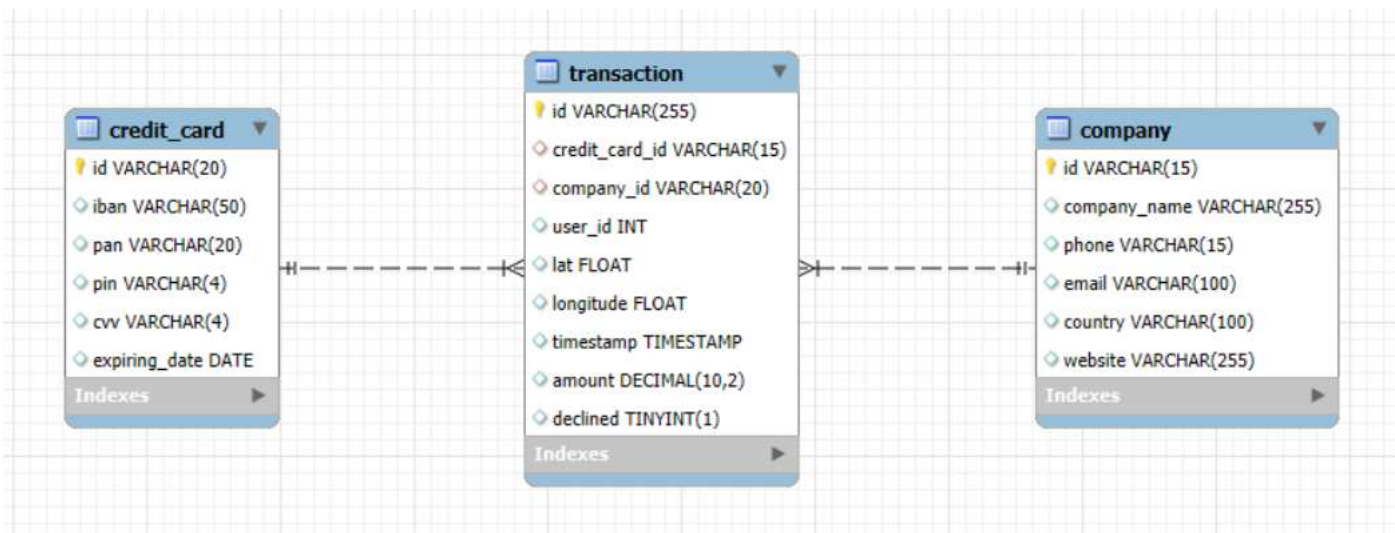 credit_card
id VARCHAR(20)
iban VARCHAR(50)
pan VARCHAR(20)
pin VARCHAR(4)
cvv VARCHAR(4)
expiring_date DATE
Indexes
transaction
id VARCHAR(255)
credit_card_id VARCHAR(15)
company_id VARCHAR(20)
user_id INT
lat FLOAT
longitude FLOAT
timestamp TIMESTAMP
amount DECIMAL(10,2)
declined TINYINT(1)
Indexes
company
id VARCHAR(15)
company_name VARCHAR(255)
phone VARCHAR(15)
email VARCHAR(100)
country VARCHAR(100)
website VARCHAR(255)
Indexes